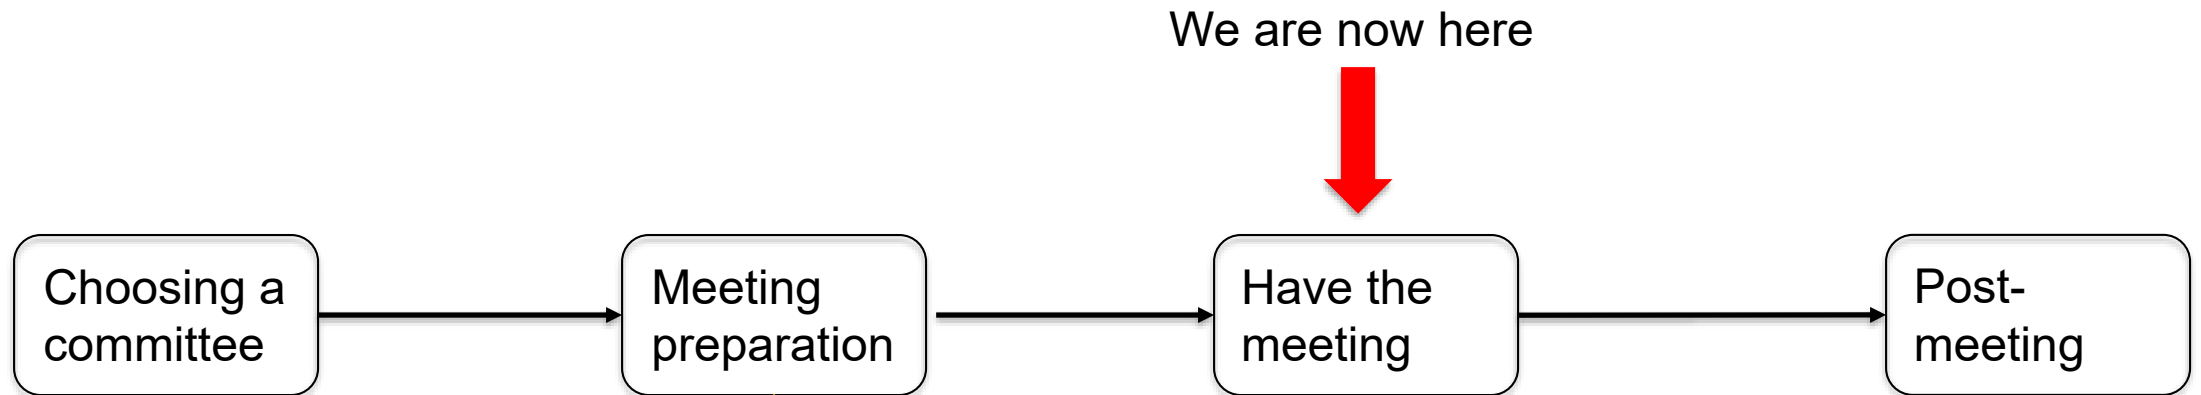 We are now here
Choosing a
committee
Meeting
preparation
Have the
meeting
Post-
meeting